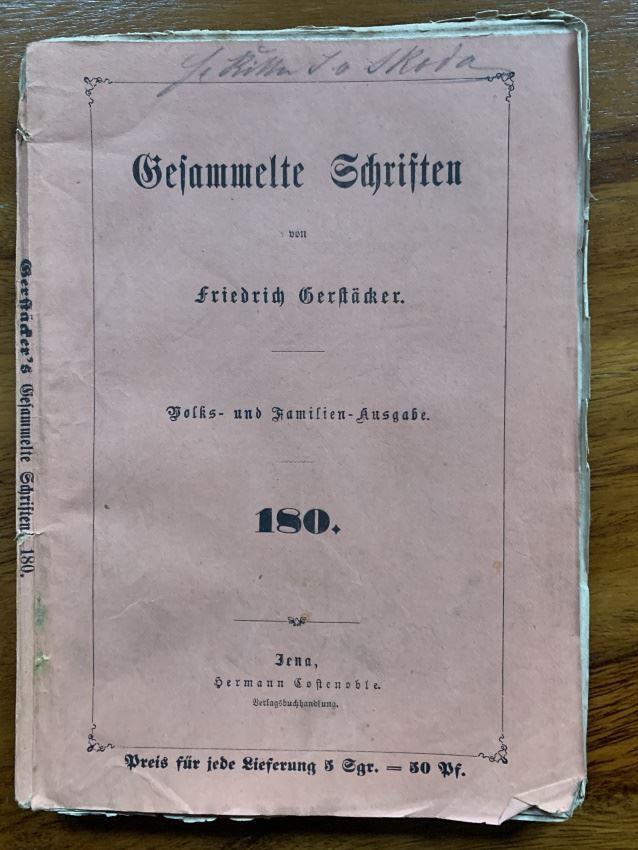 Skoda
Gesammelte Schriften
von
Friedrich Gerstäcker.
Volks- und Familien-Ausgabe.
180.
Jena,
Hermann Costenoble.
Verlagsbuchhandlung.
Preis für jede Lieferung 5 Sgr. = 50 Pf.
Gerstäcker's Gesammelte Schriften. 180.